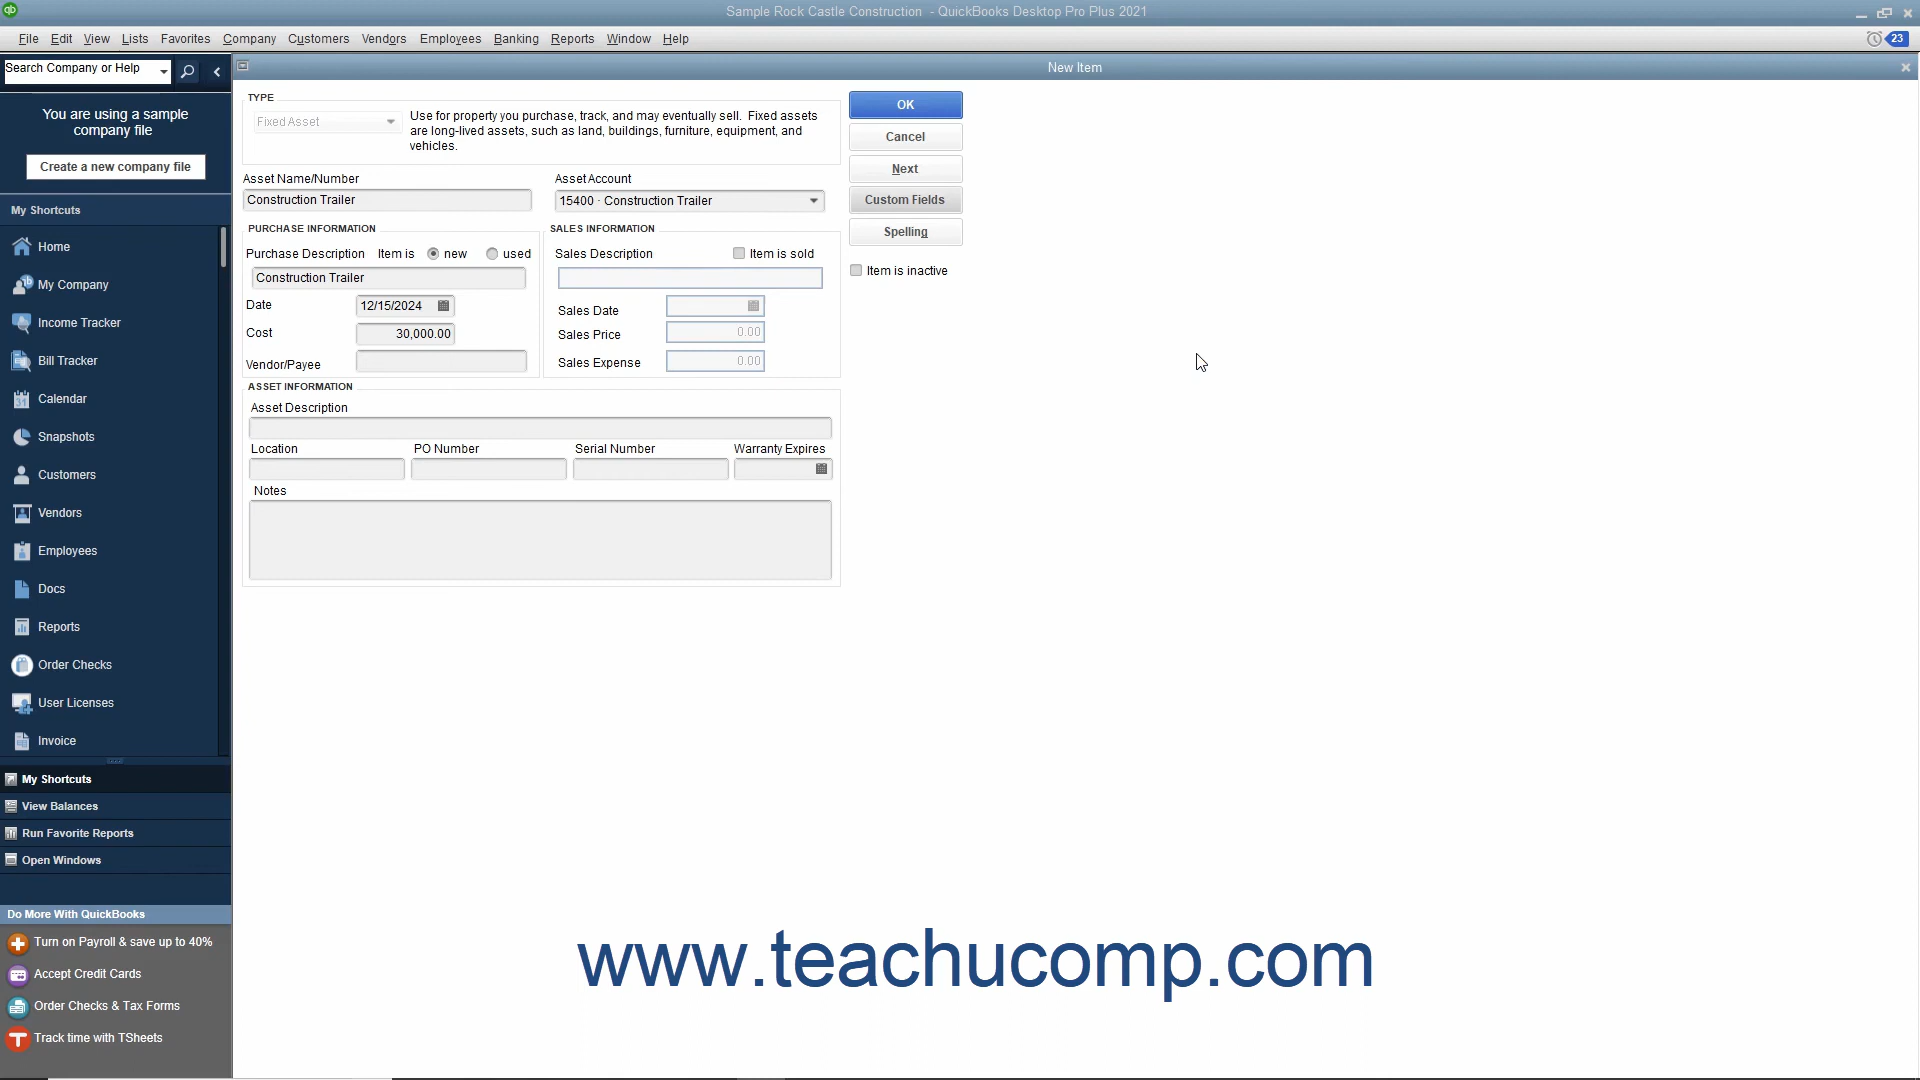 Sample Rock Castle Construction - QuickBooks Desktop Pro Plus 2021
File Edit View Lists Favorites Company Customers Vendors Employees Banking Reports Window Help
23
Search Company or Help
New Item
You are using a sample
company file
Create a new company file
My Shortcuts
Home
My Company
Income Tracker
Bill Tracker
Calendar
Snapshots
Customers
Vendors
Employees
Docs
Reports
Order Checks
User Licenses
Invoice
My Shortcuts
View Balances
Run Favorite Reports
Open Windows
Do More With QuickBooks
Turn on Payroll & save up to 40%
Accept Credit Cards
Order Checks & Tax Forms
Track time with TSheets
TYPE
Fixed Asset
Use for property you purchase, track, and may eventually sell. Fixed assets
are long-lived assets, such as land, buildings, furniture, equipment, and
vehicles.
Asset Name/Number
Construction Trailer
Asset Account
15400 · Construction Trailer
PURCHASE INFORMATION
Purchase Description Item is new used
Construction Trailer
Date 12/15/2024
Cost 30,000.00
Vendor/Payee
SALES INFORMATION
Sales Description Item is sold
Sales Date
Sales Price 0.00
Sales Expense 0.00
ASSET INFORMATION
Asset Description
Location PO Number Serial Number Warranty Expires
Notes
OK
Cancel
Next
Custom Fields
Spelling
Item is inactive
www.teachucomp.com